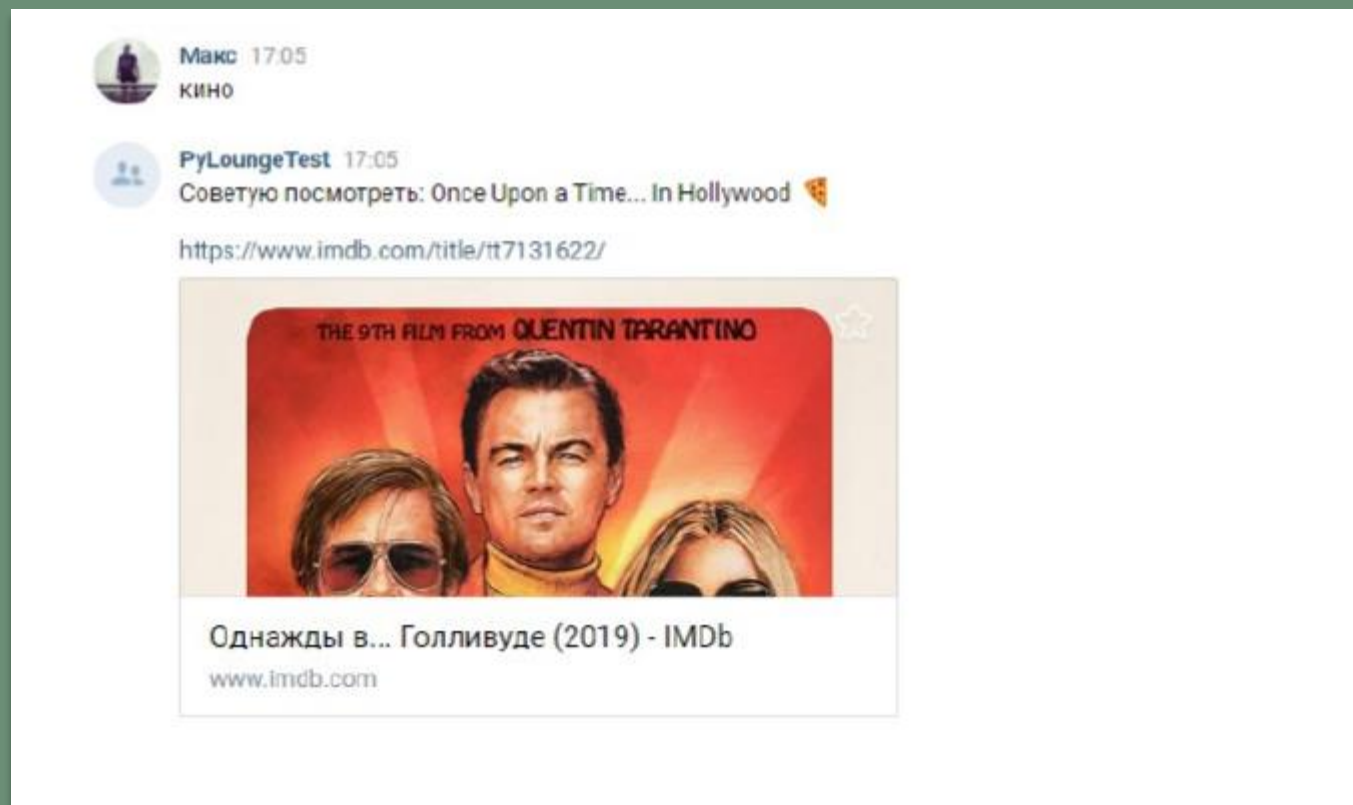 Макс 17:05
кино
PyLoungeTest 17:05
Советую посмотреть: Once Upon a Time... In Hollywood 🍕
https://www.imdb.com/title/tt7131622/
THE 9TH FILM FROM QUENTIN TARANTINO
Однажды в... Голливуде (2019) - IMDb
www.imdb.com